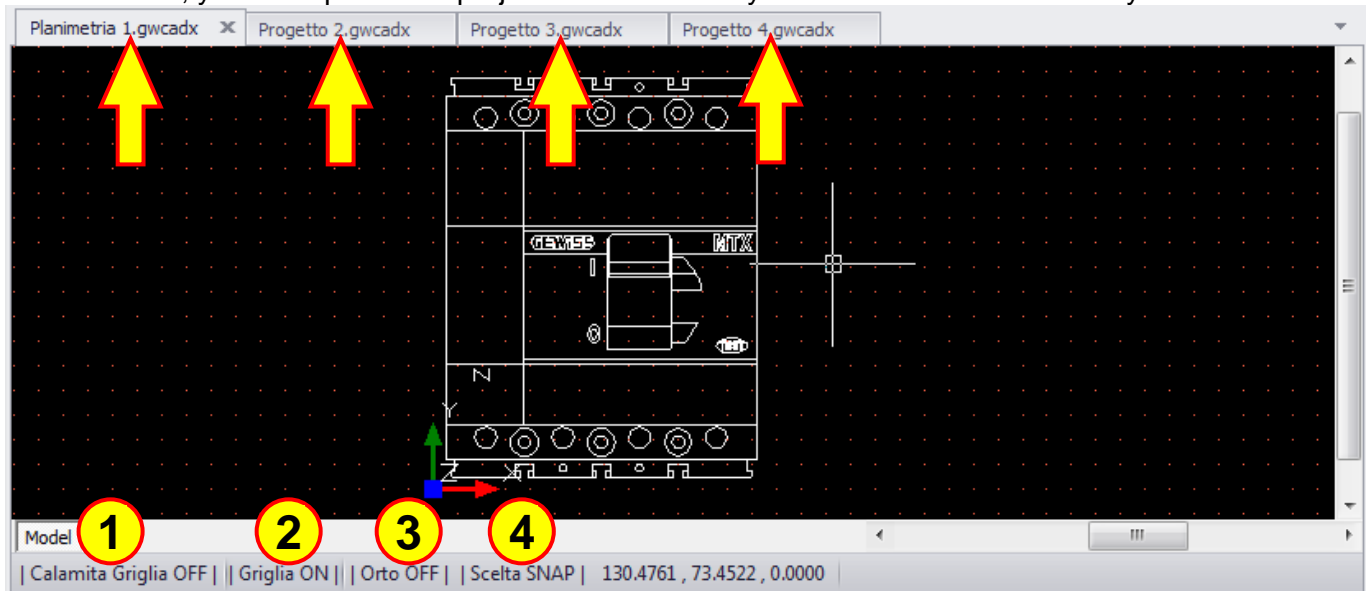 Planimetria 1.gwcadx Progetto 2.gwcadx Progetto 3.gwcadx Progetto 4.gwcadx
GEWISS MTX
I
0
N
Y
Z X
1 2 3 4
Model
| Calamita Griglia OFF | | Griglia ON | | Orto OFF | | Scelta SNAP | 130.4761 , 73.4522 , 0.0000